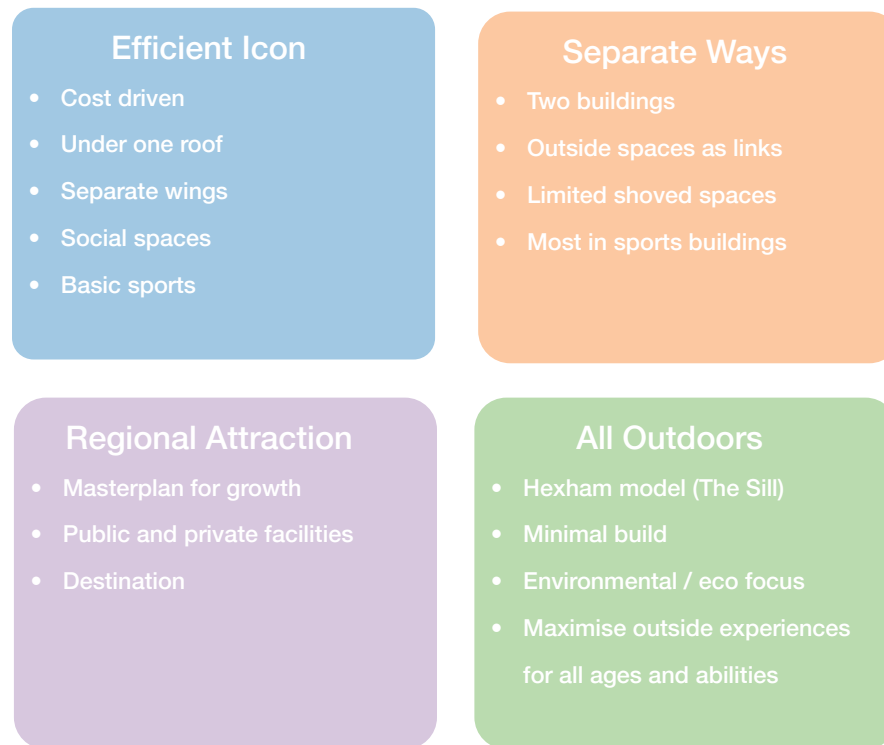 Efficient Icon
• Cost driven
• Under one roof
• Separate wings
• Social spaces
• Basic sports
Separate Ways
• Two buildings
• Outside spaces as links
• Limited shoved spaces
• Most in sports buildings
Regional Attraction
• Masterplan for growth
• Public and private facilities
• Destination
All Outdoors
• Hexham model (The Sill)
• Minimal build
• Environmental / eco focus
• Maximise outside experiences
for all ages and abilities